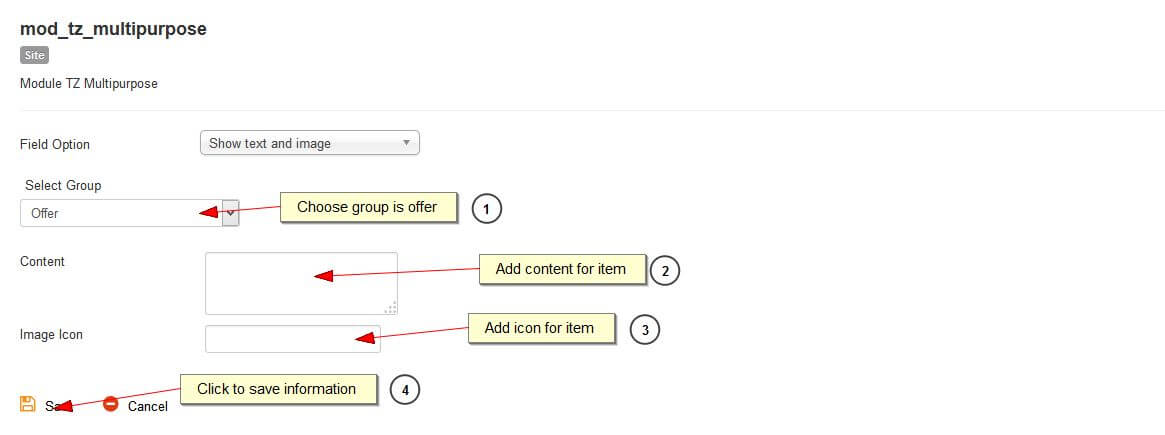 mod_tz_multipurpose
Site
Module TZ Multipurpose
Field Option
Show text and image
Select Group
Offer
Choose group is offer
1
Content
Add content for item
2
Image Icon
Add icon for item
3
Click to save information
4
Cancel